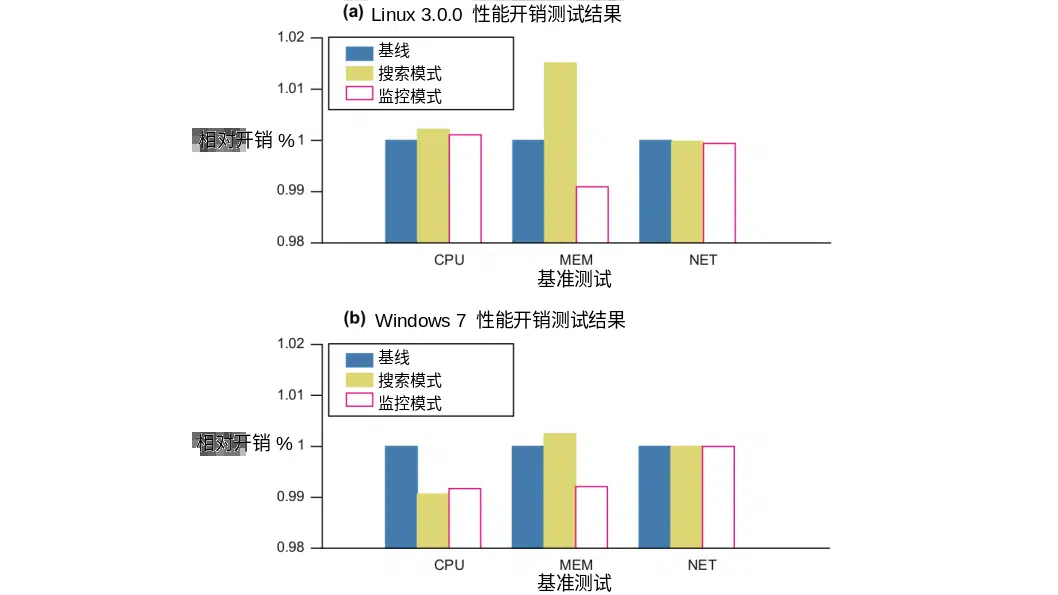 (a) Linux 3.0.0 性能开销测试结果
1.02
基线
搜索模式
1.01
监控模式
相对开销 % 1
0.99
0.98
CPU MEM NET
基准测试
(b) Windows 7 性能开销测试结果
1.02
基线
搜索模式
1.01
监控模式
相对开销 % 1
0.99
0.98
CPU MEM NET
基准测试